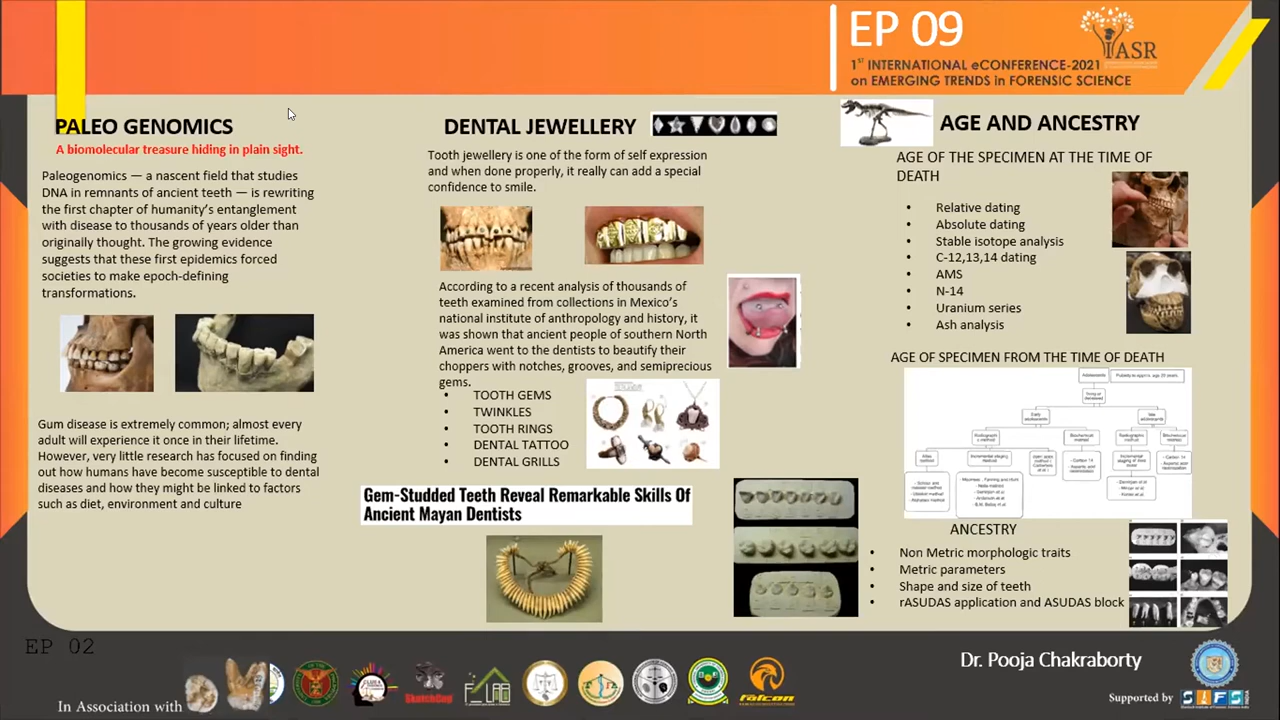 EP 09
IASR
1ST INTERNATIONAL eCONFERENCE-2021
on EMERGING TRENDS in FORENSIC SCIENCE
PALEO GENOMICS
A biomolecular treasure hiding in plain sight.
Paleogenomics — a nascent field that studies
DNA in remnants of ancient teeth — is rewriting
the first chapter of humanity's entanglement
with disease to thousands of years older than
originally thought. The growing evidence
suggests that these first epidemics forced
societies to make epoch-defining
transformations.
Gum disease is extremely common; almost every
adult will experience it once in their lifetime.
However, very little research has focused on finding
out how humans have become susceptible to dental
diseases and how they might be linked to factors
such as diet, environment and culture
DENTAL JEWELLERY
Tooth jewellery is one of the form of self expression
and when done properly, it really can add a special
confidence to smile.
According to a recent analysis of thousands of
teeth examined from collections in Mexico's
national institute of anthropology and history, it
was shown that ancient people of southern North
America went to the dentists to beautify their
choppers with notches, grooves, and semiprecious
gems.
• TOOTH GEMS
• TWINKLES
TOOTH RINGS
DENTAL TATTOO
DENTAL GRILLS
Gem-Studded Teeth Reveal Remarkable Skills Of
Ancient Mayan Dentists
AGE AND ANCESTRY
AGE OF THE SPECIMEN AT THE TIME OF
DEATH
• Relative dating
• Absolute dating
• Stable isotope analysis
• C-12,13,14 dating
• AMS
• N-14
• Uranium series
• Ash analysis
AGE OF SPECIMEN FROM THE TIME OF DEATH
ANCESTRY
• Non Metric morphologic traits
• Metric parameters
• Shape and size of teeth
• rASUDAS application and ASUDAS block
EP 02
In Association with
SketchCop
F-LAB
falcon
Dr. Pooja Chakraborty
Supported by
SIFS
INDIA